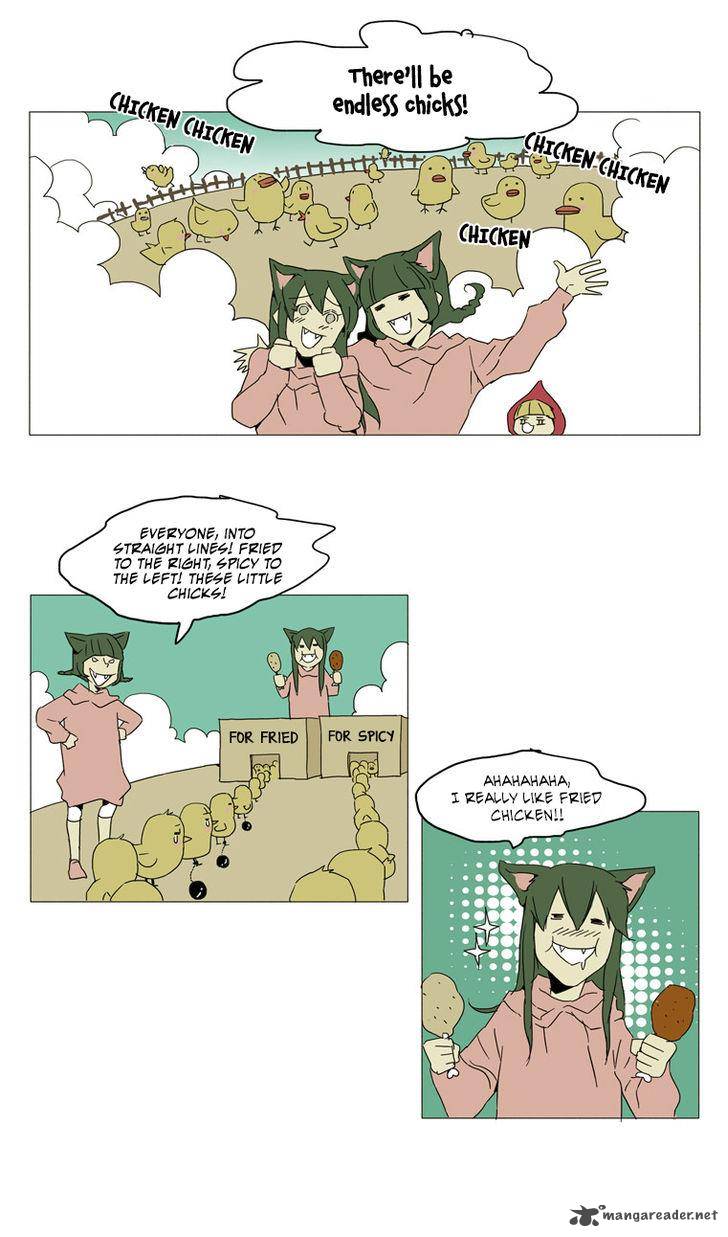 There'll be
endless chicks!
CHICKEN CHICKEN
CHICKEN CHICKEN
CHICKEN
EVERYONE, INTO
STRAIGHT LINES! FRIED
TO THE RIGHT, SPICY TO
THE LEFT! THESE LITTLE
CHICKS!
FOR FRIED
FOR SPICY
AHAHAHAHA,
I REALLY LIKE FRIED
CHICKEN!!
mangareader.net